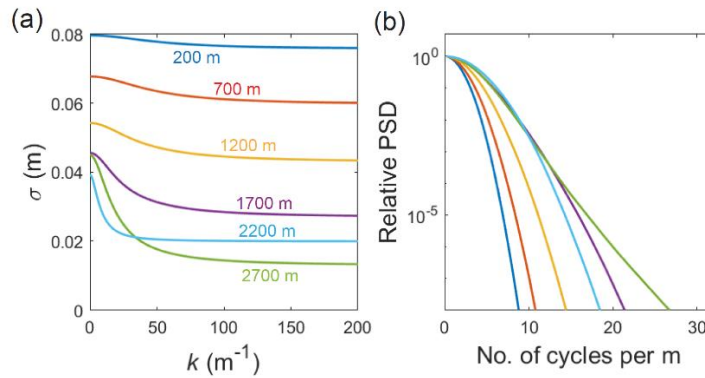 (a)
0.08
0.06
0.04
0.02
0
σ (m)
200 m
700 m
1200 m
1700 m
2200 m
2700 m
0 50 100 150 200
k (m⁻¹)
(b)
10⁰
10⁻⁵
Relative PSD
0 10 20 30
No. of cycles per m